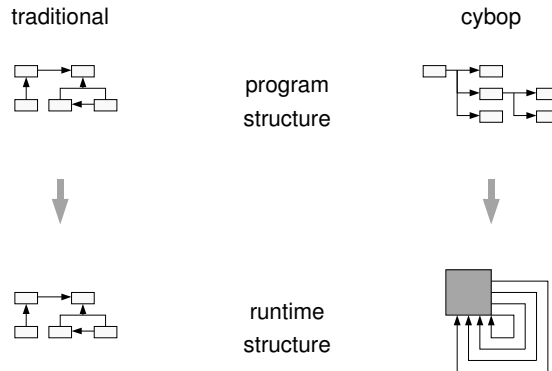 traditional
cybop
program
structure
runtime
structure